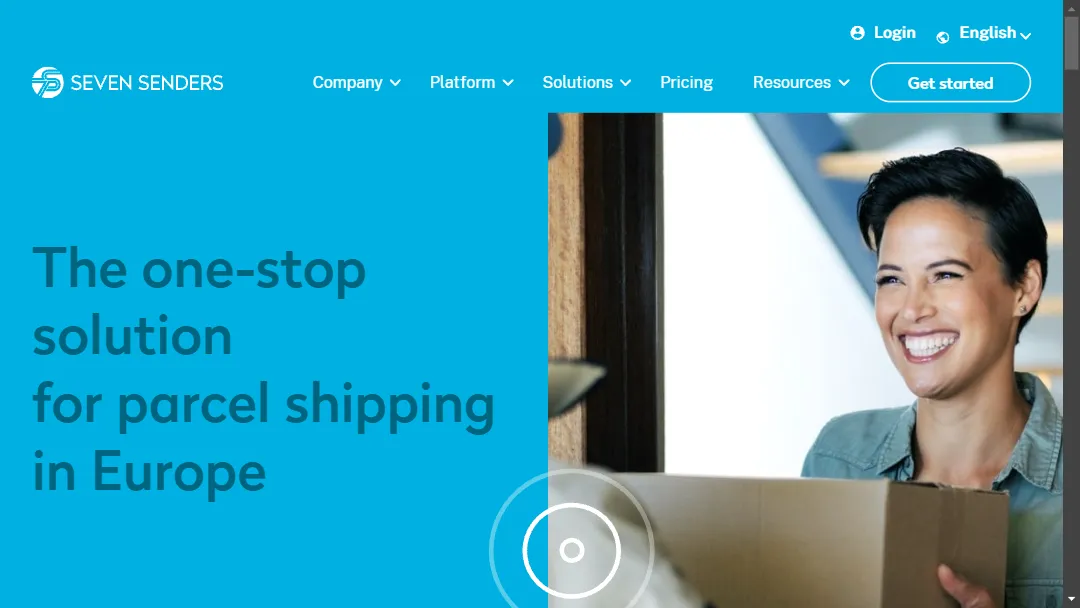 Login
English
SEVEN SENDERS
Company
Platform
Solutions
Pricing
Resources
Get started
The one-stop
solution
for parcel shipping
in Europe